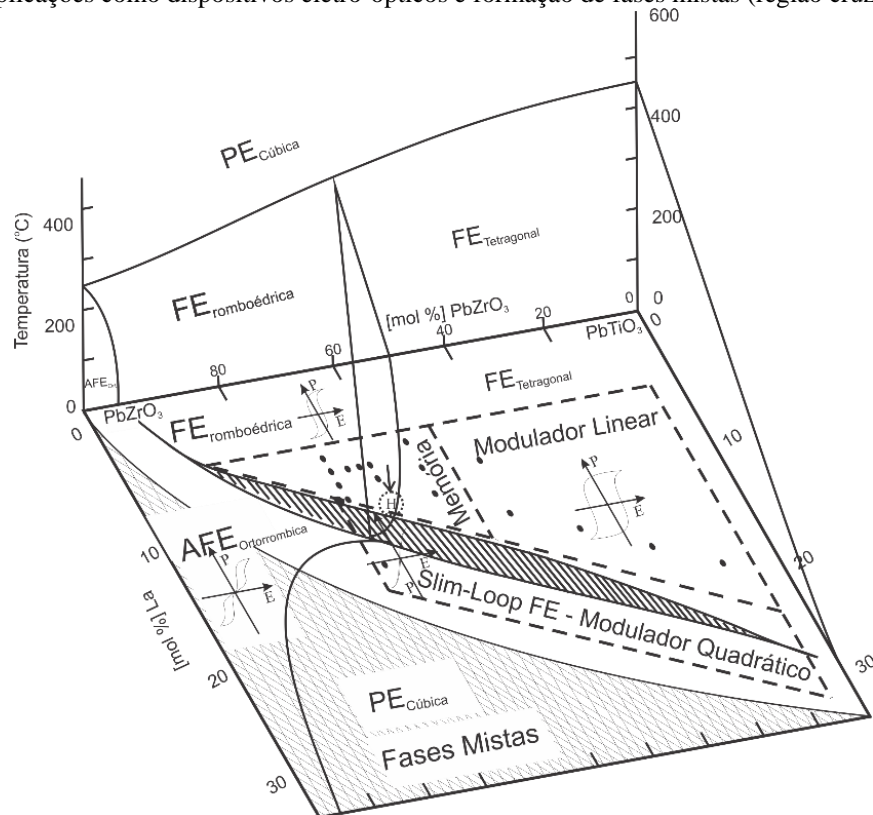 plicações como dispositivos eletro-ópticos e formação de fases mistas (região cruz
600
PE Cúbica
400
Temperatura (°C)
400
FE Tetragonal
FE romboédrica
200
[mol %] PbZrO₃
200
0
20
40
60
80
0
PbTiO₃
0
AFE
0
PbZrO₃
0
FE Tetragonal
FE romboédrica
P
E
Memória
Modulador Linear
10
P
E
H
AFE Ortorrombica
P
E
10
E
P
20
Slim-Loop FE - Modulador Quadrático
30
[mol %] La
20
PE Cúbica
Fases Mistas
30